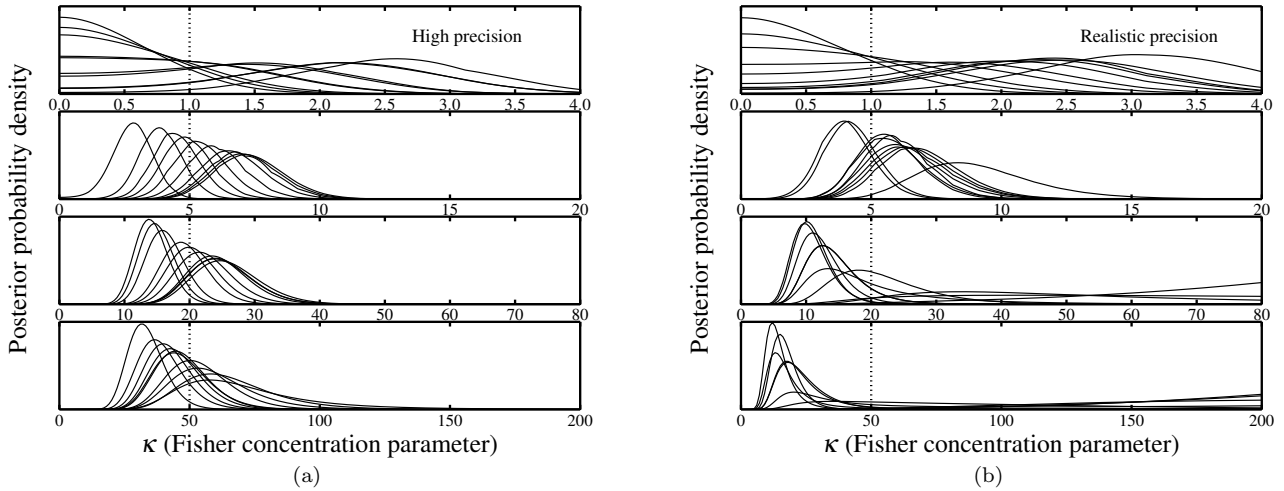 High precision
0.0 0.5 1.0 1.5 2.0 2.5 3.0 3.5 4.0
0 5 10 15 20
0 10 20 30 40 50 60 70 80
0 50 100 150 200
Posterior probability density
κ (Fisher concentration parameter)
(a)
Realistic precision
0.0 0.5 1.0 1.5 2.0 2.5 3.0 3.5 4.0
0 5 10 15 20
0 10 20 30 40 50 60 70 80
0 50 100 150 200
Posterior probability density
κ (Fisher concentration parameter)
(b)